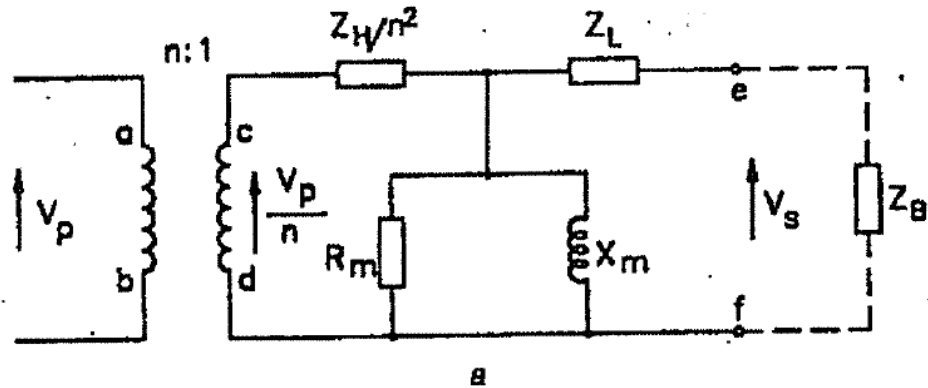 n:1
Z_H/n²
Z_L
a
c
e
V_p
V_p/n
R_m
X_m
V_s
Z_B
b
d
f
a